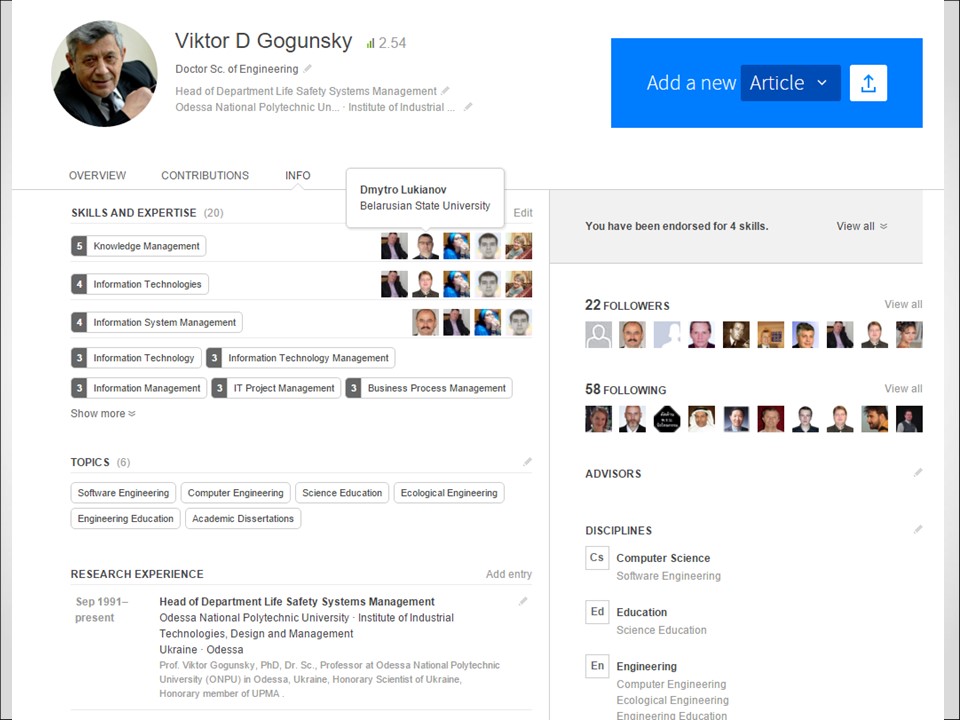 Viktor D Gogunsky 2.54
Doctor Sc. of Engineering
Head of Department Life Safety Systems Management
Odessa National Polytechnic Un... · Institute of Industrial ...
Add a new Article
OVERVIEW CONTRIBUTIONS INFO
Dmytro Lukianov
Belarusian State University
SKILLS AND EXPERTISE (20) Edit
5 Knowledge Management
4 Information Technologies
4 Information System Management
3 Information Technology 3 Information Technology Management
3 Information Management 3 IT Project Management 3 Business Process Management
Show more
TOPICS (6)
Software Engineering Computer Engineering Science Education Ecological Engineering
Engineering Education Academic Dissertations
RESEARCH EXPERIENCE Add entry
Sep 1991–
present
Head of Department Life Safety Systems Management
Odessa National Polytechnic University · Institute of Industrial
Technologies, Design and Management
Ukraine · Odessa
Prof. Viktor Gogunsky, PhD, Dr. Sc., Professor at Odessa National Polytechnic
University (ONPU) in Odessa, Ukraine, Honorary Scientist of Ukraine,
Honorary member of UPMA .
You have been endorsed for 4 skills. View all
22 FOLLOWERS View all
58 FOLLOWING View all
ADVISORS
DISCIPLINES
Cs Computer Science
Software Engineering
Ed Education
Science Education
En Engineering
Computer Engineering
Ecological Engineering
Engineering Education